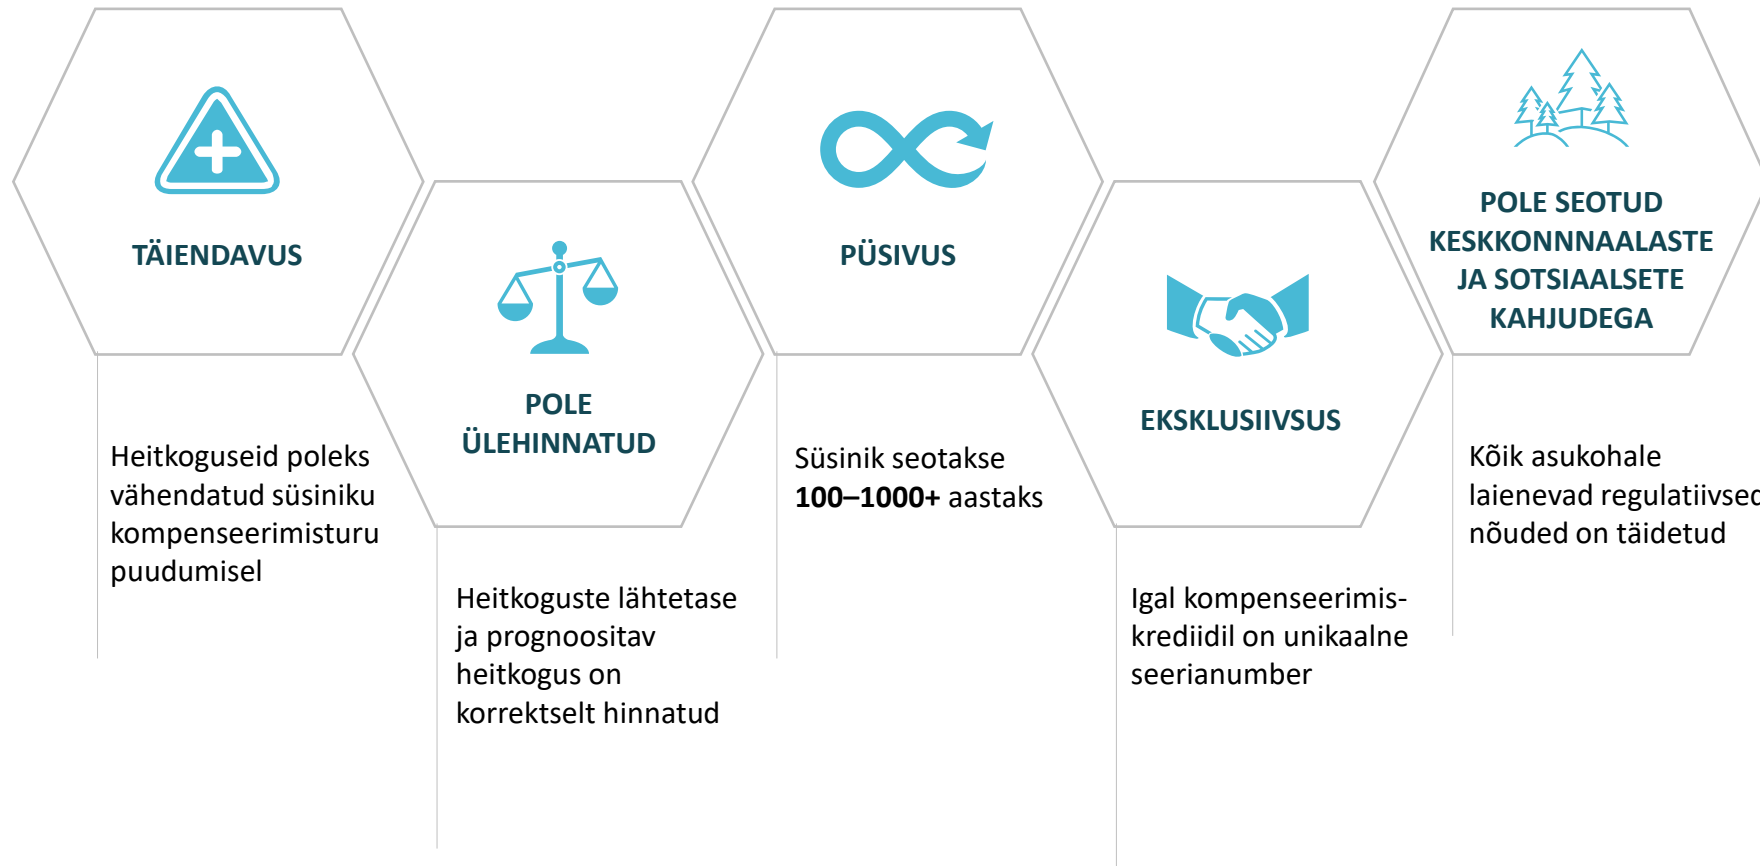 TÄIENDAVUS
Heitkoguseid poleks
vähendatud süsiniku
kompenseerimisturu
puudumisel
POLE
ÜLEHINNATUD
Heitkoguste lähtetase
ja prognoositav
heitkogus on
korrektselt hinnatud
PÜSIVUS
Süsinik seotakse
100–1000+ aastaks
EKSKLUSIIVSUS
Igal kompenseerimis-
krediidil on unikaalne
seerianumber
POLE SEOTUD
KESKKONNNAALASTE
JA SOTSIAALSETE
KAHJUDEGA
Kõik asukohale
laienevad regulatiivsed
nõuded on täidetud